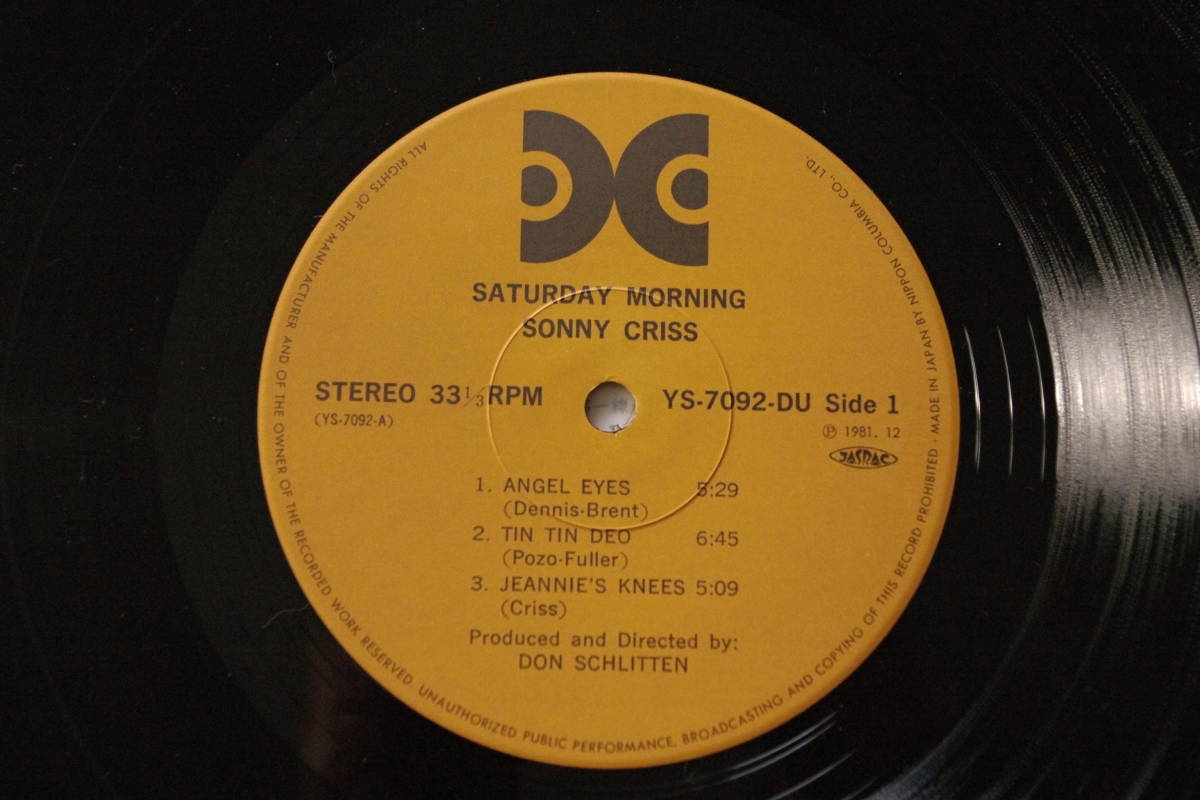 SATURDAY MORNING
SONNY CRISS
STEREO 33 1/3 RPM
(YS-7092-A)
YS-7092-DU Side 1
Ⓟ 1981. 12
JASRAC
1. ANGEL EYES 5:29
(Dennis-Brent)
2. TIN TIN DEO 6:45
(Pozo-Fuller)
3. JEANNIE'S KNEES 5:09
(Criss)
Produced and Directed by:
DON SCHLITTEN
ALL RIGHTS OF THE MANUFACTURER AND OF THE OWNER OF THE RECORDED WORK RESERVED. UNAUTHORIZED PUBLIC PERFORMANCE, BROADCASTING AND COPYING OF THIS RECORD PROHIBITED · MADE IN JAPAN BY NIPPON COLUMBIA CO., LTD.